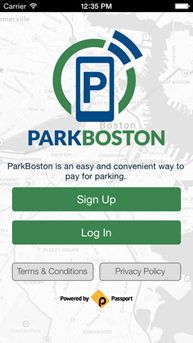 Carrier
12:35 PM
Boston
P
PARKBOSTON
ParkBoston is an easy and convenient way to
pay for parking.
Sign Up
Log In
Terms & Conditions
Privacy Policy
Powered by
Passport